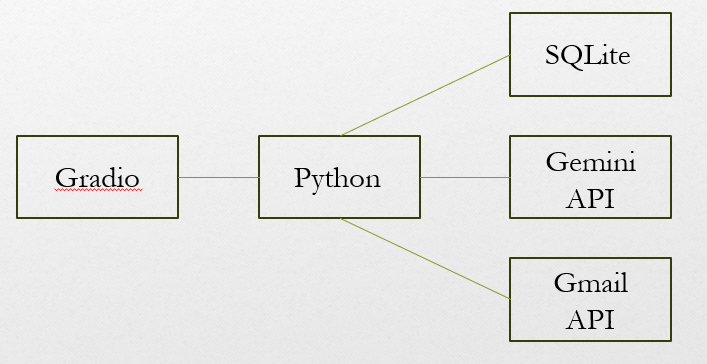 SQLite
Gradio
Python
Gemini
API
Gmail
API